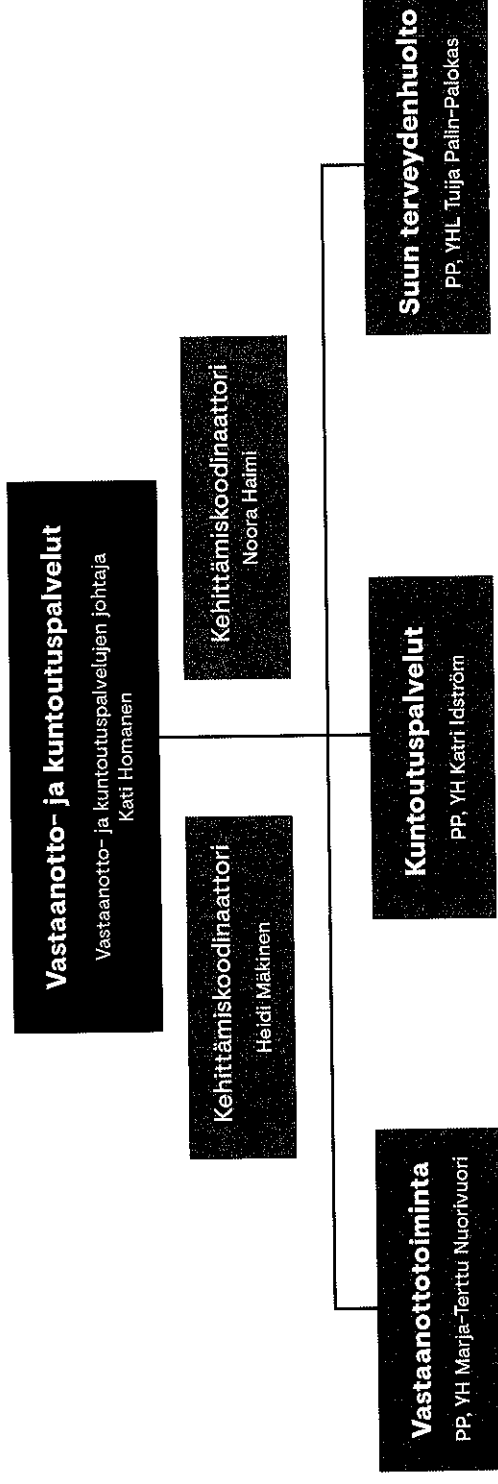 Vastaanotto- ja kuntoutuspalvelut
Vastaanotto- ja kuntoutuspalvelujen johtaja
Kati Homanen
Kehittämiskoodinaattori
Heidi Mäkinen
Kehittämiskoodinaattori
Noora Haimi
Vastaanottotoiminta
PP, YH Marja-Terttu Nuorivuori
Kuntoutuspalvelut
PP, YH Katri Idström
Suun terveydenhuolto
PP, YHL Tuija Palin-Palokas